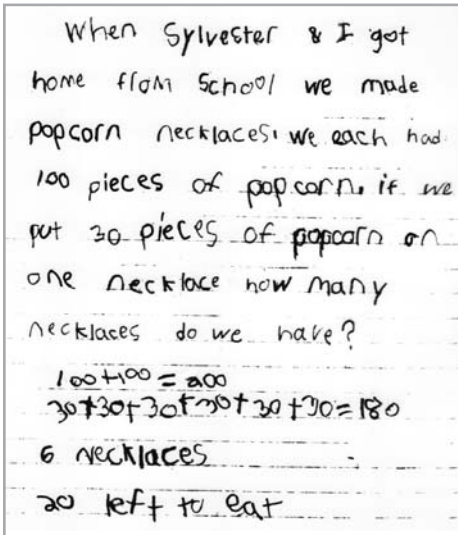 When Sylvester & I got
home from School we made
popcorn necklaces. we each had
100 pieces of popcorn. if we
put 30 pieces of popcorn on
one necklace how many
necklaces do we have?
100+100=200
30+30+30+30+30+30=180
6 necklaces
20 left to eat